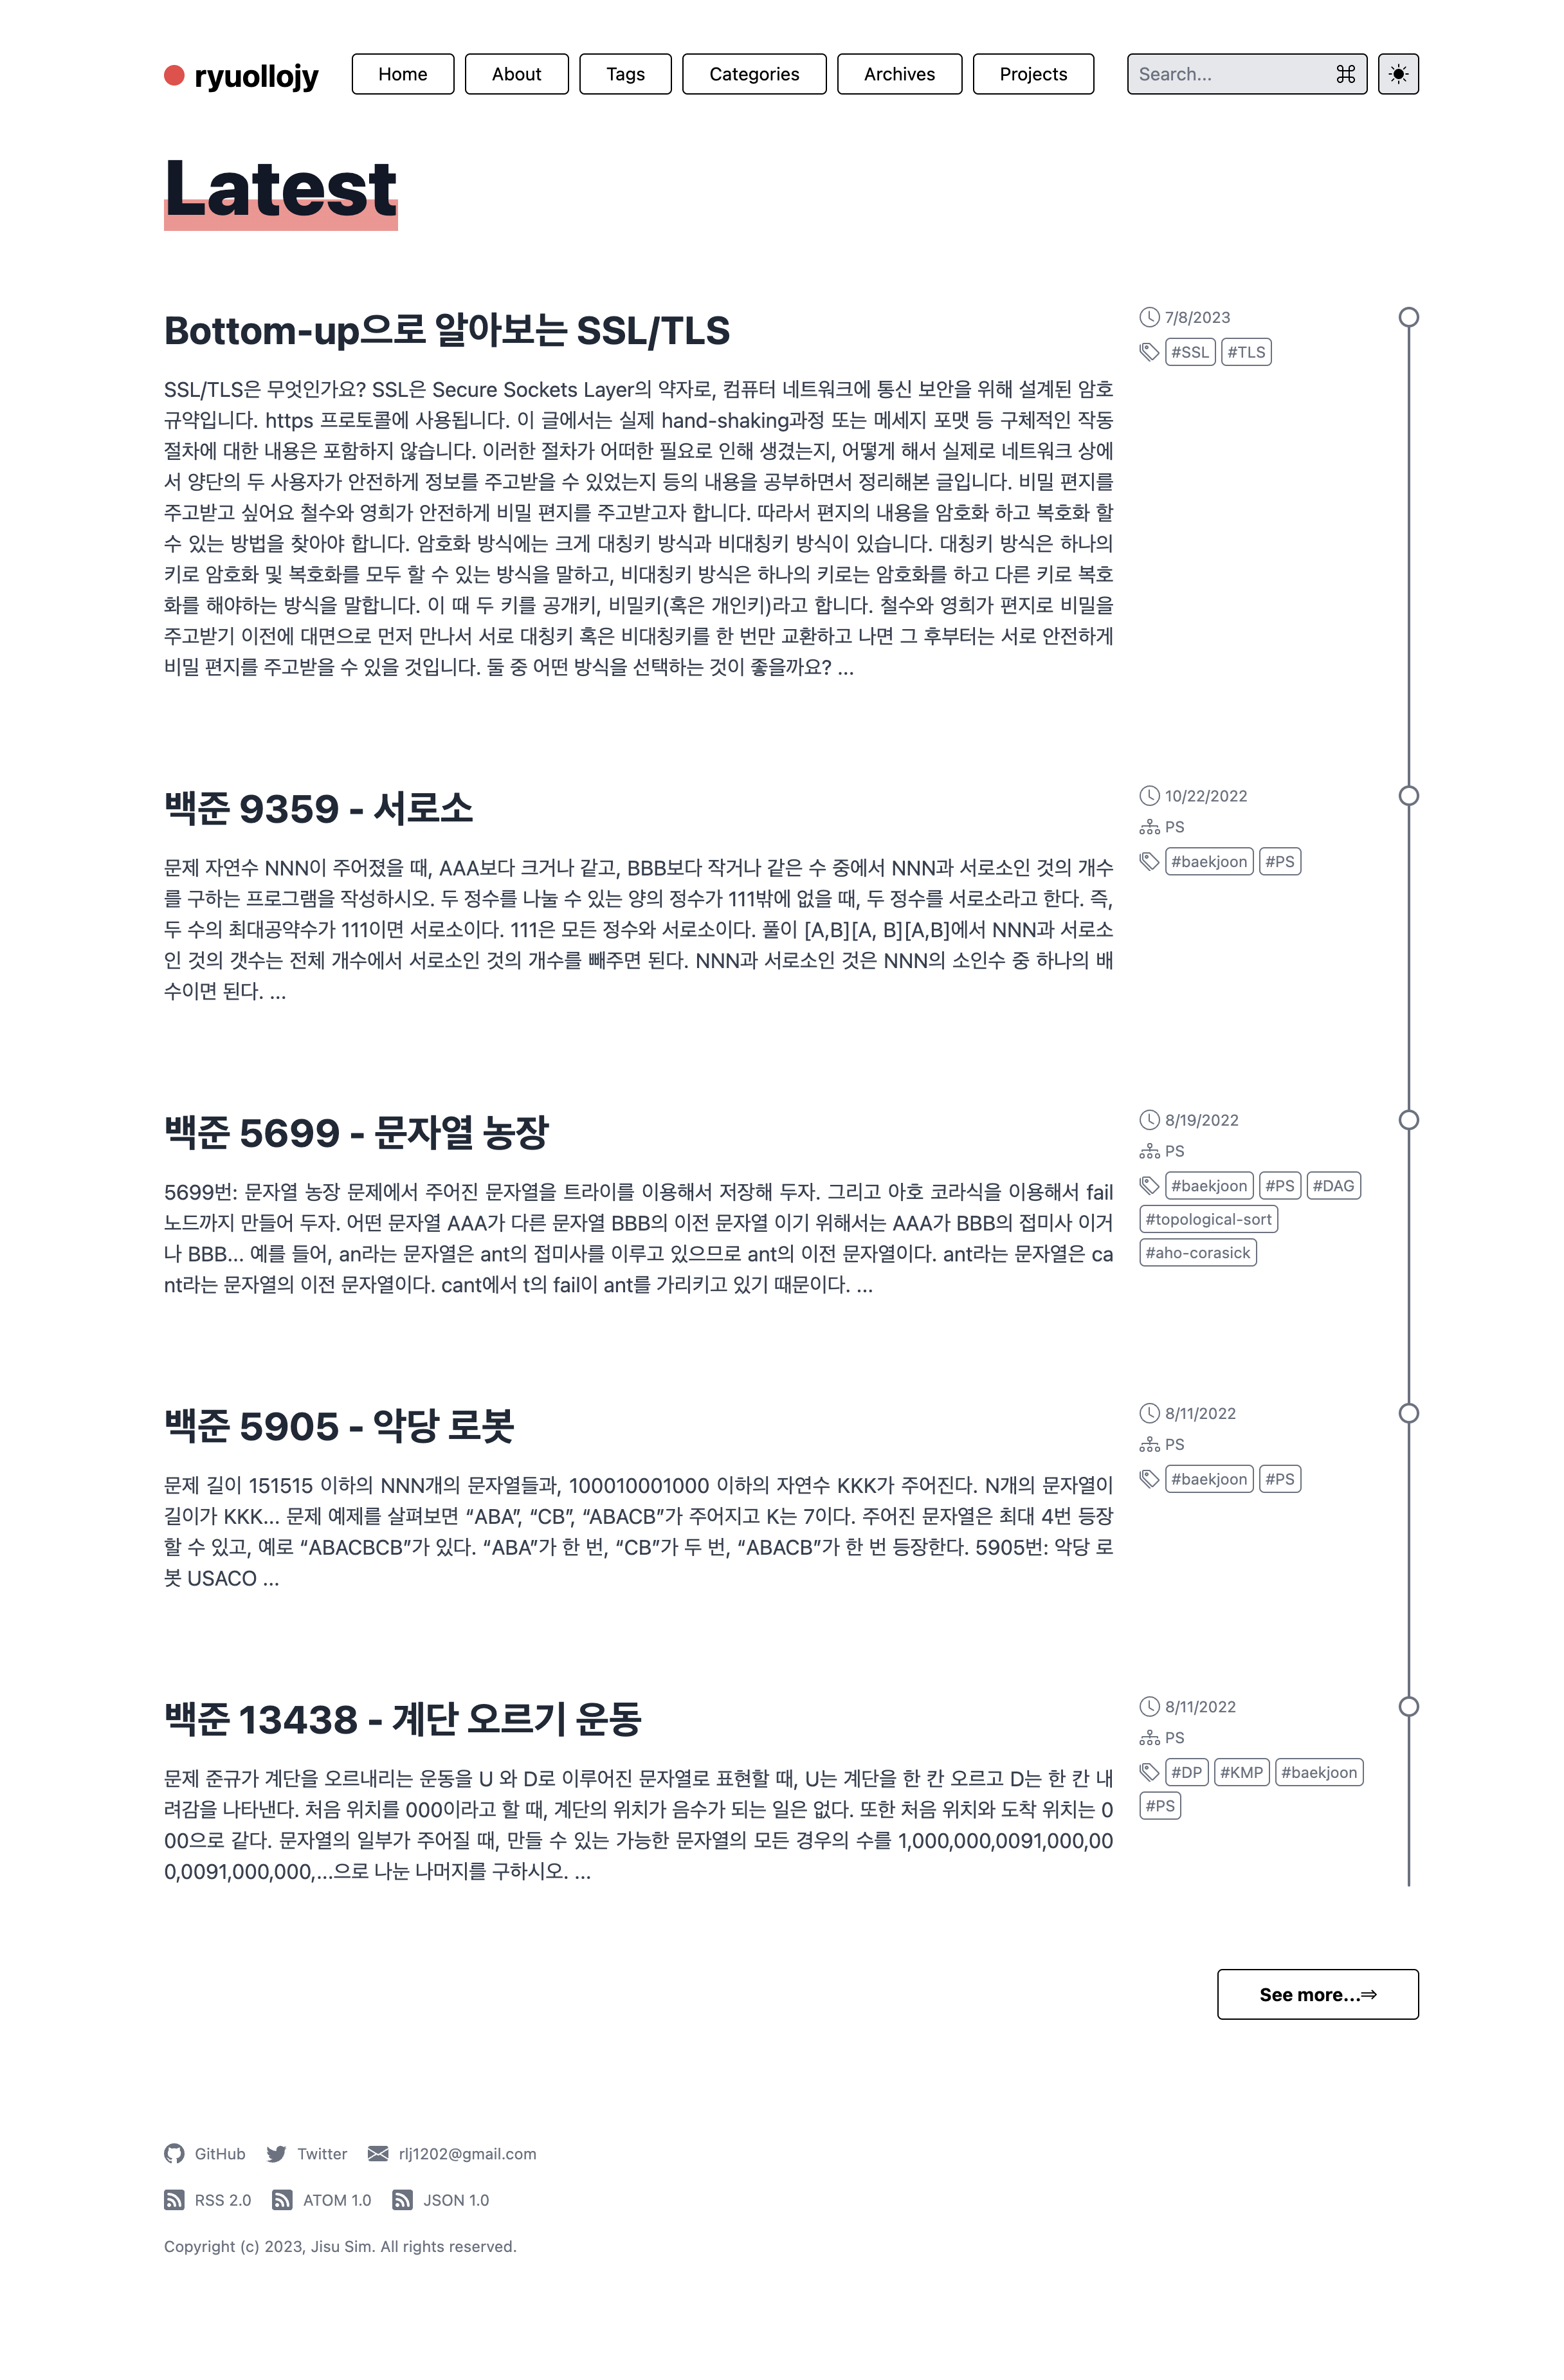 ryuollojy
Home
About
Tags
Categories
Archives
Projects
Search...
Latest
Bottom-up으로 알아보는 SSL/TLS
7/8/2023
#SSL #TLS
SSL/TLS은 무엇인가요? SSL은 Secure Sockets Layer의 약자로, 컴퓨터 네트워크에 통신 보안을 위해 설계된 암호
규약입니다. https 프로토콜에 사용됩니다. 이 글에서는 실제 hand-shaking과정 또는 메세지 포맷 등 구체적인 작동
절차에 대한 내용은 포함하지 않습니다. 이러한 절차가 어떠한 필요로 인해 생겼는지, 어떻게 해서 실제로 네트워크 상에
서 양단의 두 사용자가 안전하게 정보를 주고받을 수 있었는지 등의 내용을 공부하면서 정리해본 글입니다. 비밀 편지를
주고받고 싶어요 철수와 영희가 안전하게 비밀 편지를 주고받고자 합니다. 따라서 편지의 내용을 암호화 하고 복호화 할
수 있는 방법을 찾아야 합니다. 암호화 방식에는 크게 대칭키 방식과 비대칭키 방식이 있습니다. 대칭키 방식은 하나의
키로 암호화 및 복호화를 모두 할 수 있는 방식을 말하고, 비대칭키 방식은 하나의 키로는 암호화를 하고 다른 키로 복호
화를 해야하는 방식을 말합니다. 이 때 두 키를 공개키, 비밀키(혹은 개인키)라고 합니다. 철수와 영희가 편지로 비밀을
주고받기 이전에 대면으로 먼저 만나서 서로 대칭키 혹은 비대칭키를 한 번만 교환하고 나면 그 후부터는 서로 안전하게
비밀 편지를 주고받을 수 있을 것입니다. 둘 중 어떤 방식을 선택하는 것이 좋을까요? ...
백준 9359 - 서로소
10/22/2022
PS
#baekjoon #PS
문제 자연수 NNN이 주어졌을 때, AAA보다 크거나 같고, BBB보다 작거나 같은 수 중에서 NNN과 서로소인 것의 개수
를 구하는 프로그램을 작성하시오. 두 정수를 나눌 수 있는 양의 정수가 111밖에 없을 때, 두 정수를 서로소라고 한다. 즉,
두 수의 최대공약수가 111이면 서로소이다. 111은 모든 정수와 서로소이다. 풀이 [A,B][A, B][A,B]에서 NNN과 서로소
인 것의 갯수는 전체 개수에서 서로소인 것의 개수를 빼주면 된다. NNN과 서로소인 것은 NNN의 소인수 중 하나의 배
수이면 된다. ...
백준 5699 - 문자열 농장
8/19/2022
PS
#baekjoon #PS #DAG
#topological-sort
#aho-corasick
5699번: 문자열 농장 문제에서 주어진 문자열을 트라이를 이용해서 저장해 두자. 그리고 아호 코라식을 이용해서 fail
노드까지 만들어 두자. 어떤 문자열 AAA가 다른 문자열 BBB의 이전 문자열 이기 위해서는 AAA가 BBB의 접미사 이거
나 BBB... 예를 들어, an라는 문자열은 ant의 접미사를 이루고 있으므로 ant의 이전 문자열이다. ant라는 문자열은 ca
nt라는 문자열의 이전 문자열이다. cant에서 t의 fail이 ant를 가리키고 있기 때문이다. ...
백준 5905 - 악당 로봇
8/11/2022
PS
#baekjoon #PS
문제 길이 151515 이하의 NNN개의 문자열들과, 100010001000 이하의 자연수 KKK가 주어진다. N개의 문자열이
길이가 KKK... 문제 예제를 살펴보면 “ABA”, “CB”, “ABACB”가 주어지고 K는 7이다. 주어진 문자열은 최대 4번 등장
할 수 있고, 예로 “ABACBCB”가 있다. “ABA”가 한 번, “CB”가 두 번, “ABACB”가 한 번 등장한다. 5905번: 악당 로
봇 USACO ...
백준 13438 - 계단 오르기 운동
8/11/2022
PS
#DP #KMP #baekjoon
#PS
문제 준규가 계단을 오르내리는 운동을 U 와 D로 이루어진 문자열로 표현할 때, U는 계단을 한 칸 오르고 D는 한 칸 내
려감을 나타낸다. 처음 위치를 000이라고 할 때, 계단의 위치가 음수가 되는 일은 없다. 또한 처음 위치와 도착 위치는 0
00으로 같다. 문자열의 일부가 주어질 때, 만들 수 있는 가능한 문자열의 모든 경우의 수를 1,000,000,0091,000,00
0,0091,000,000,...으로 나눈 나머지를 구하시오. ...
See more...⇒
GitHub Twitter rlj1202@gmail.com
RSS 2.0 ATOM 1.0 JSON 1.0
Copyright (c) 2023, Jisu Sim. All rights reserved.